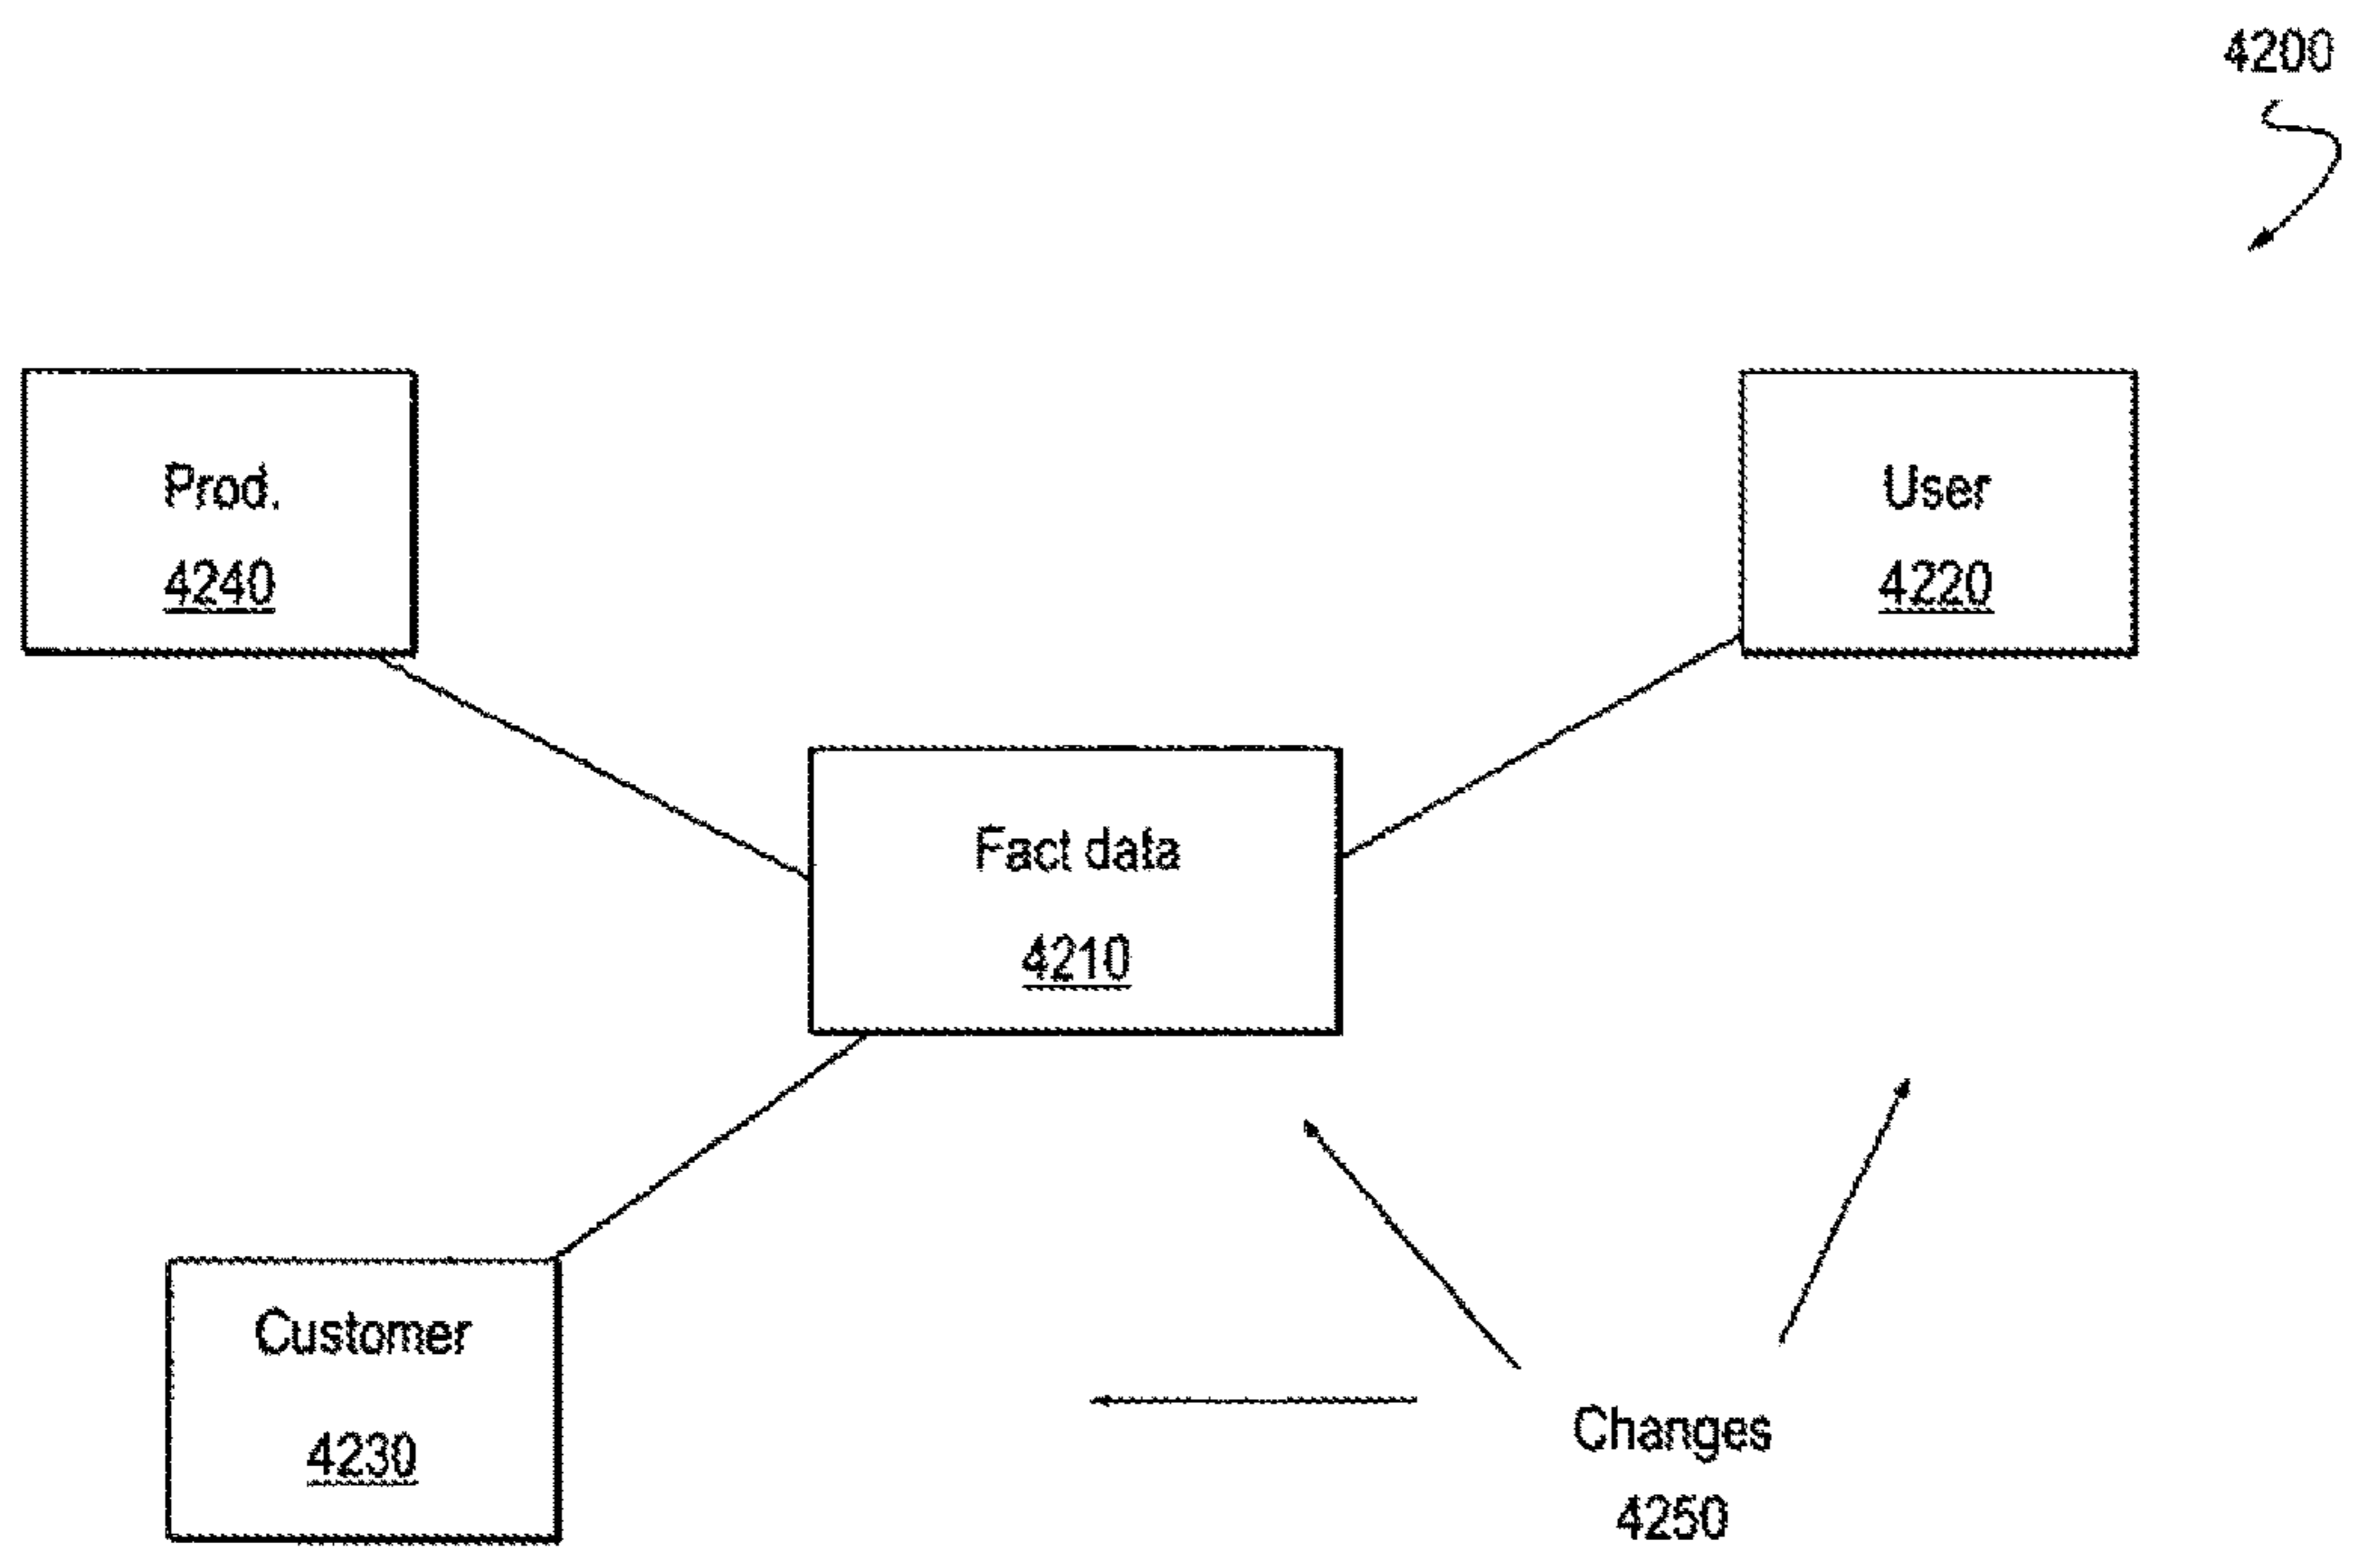 4200
Prod.
4240
User
4220
Fact data
4210
Customer
4230
Changes
4250